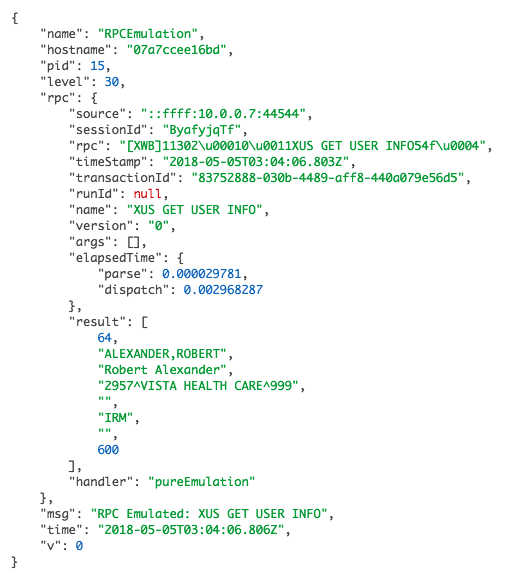 {
    "name": "RPCEmulation",
    "hostname": "07a7ccee16bd",
    "pid": 15,
    "level": 30,
    "rpc": {
        "source": "::ffff:10.0.0.7:44544",
        "sessionId": "ByafyjqTf",
        "rpc": "[XWB]11302\u00010\u0011XUS GET USER INFO54f\u0004",
        "timeStamp": "2018-05-05T03:04:06.803Z",
        "transactionId": "83752888-030b-4489-aff8-440a079e56d5",
        "runId": null,
        "name": "XUS GET USER INFO",
        "version": "0",
        "args": [],
        "elapsedTime": {
            "parse": 0.000029781,
            "dispatch": 0.002968287
        },
        "result": [
            64,
            "ALEXANDER,ROBERT",
            "Robert Alexander",
            "2957^VISTA HEALTH CARE^999",
            "",
            "IRM",
            "",
            600
        ],
        "handler": "pureEmulation"
    },
    "msg": "RPC Emulated: XUS GET USER INFO",
    "time": "2018-05-05T03:04:06.806Z",
    "v": 0
}